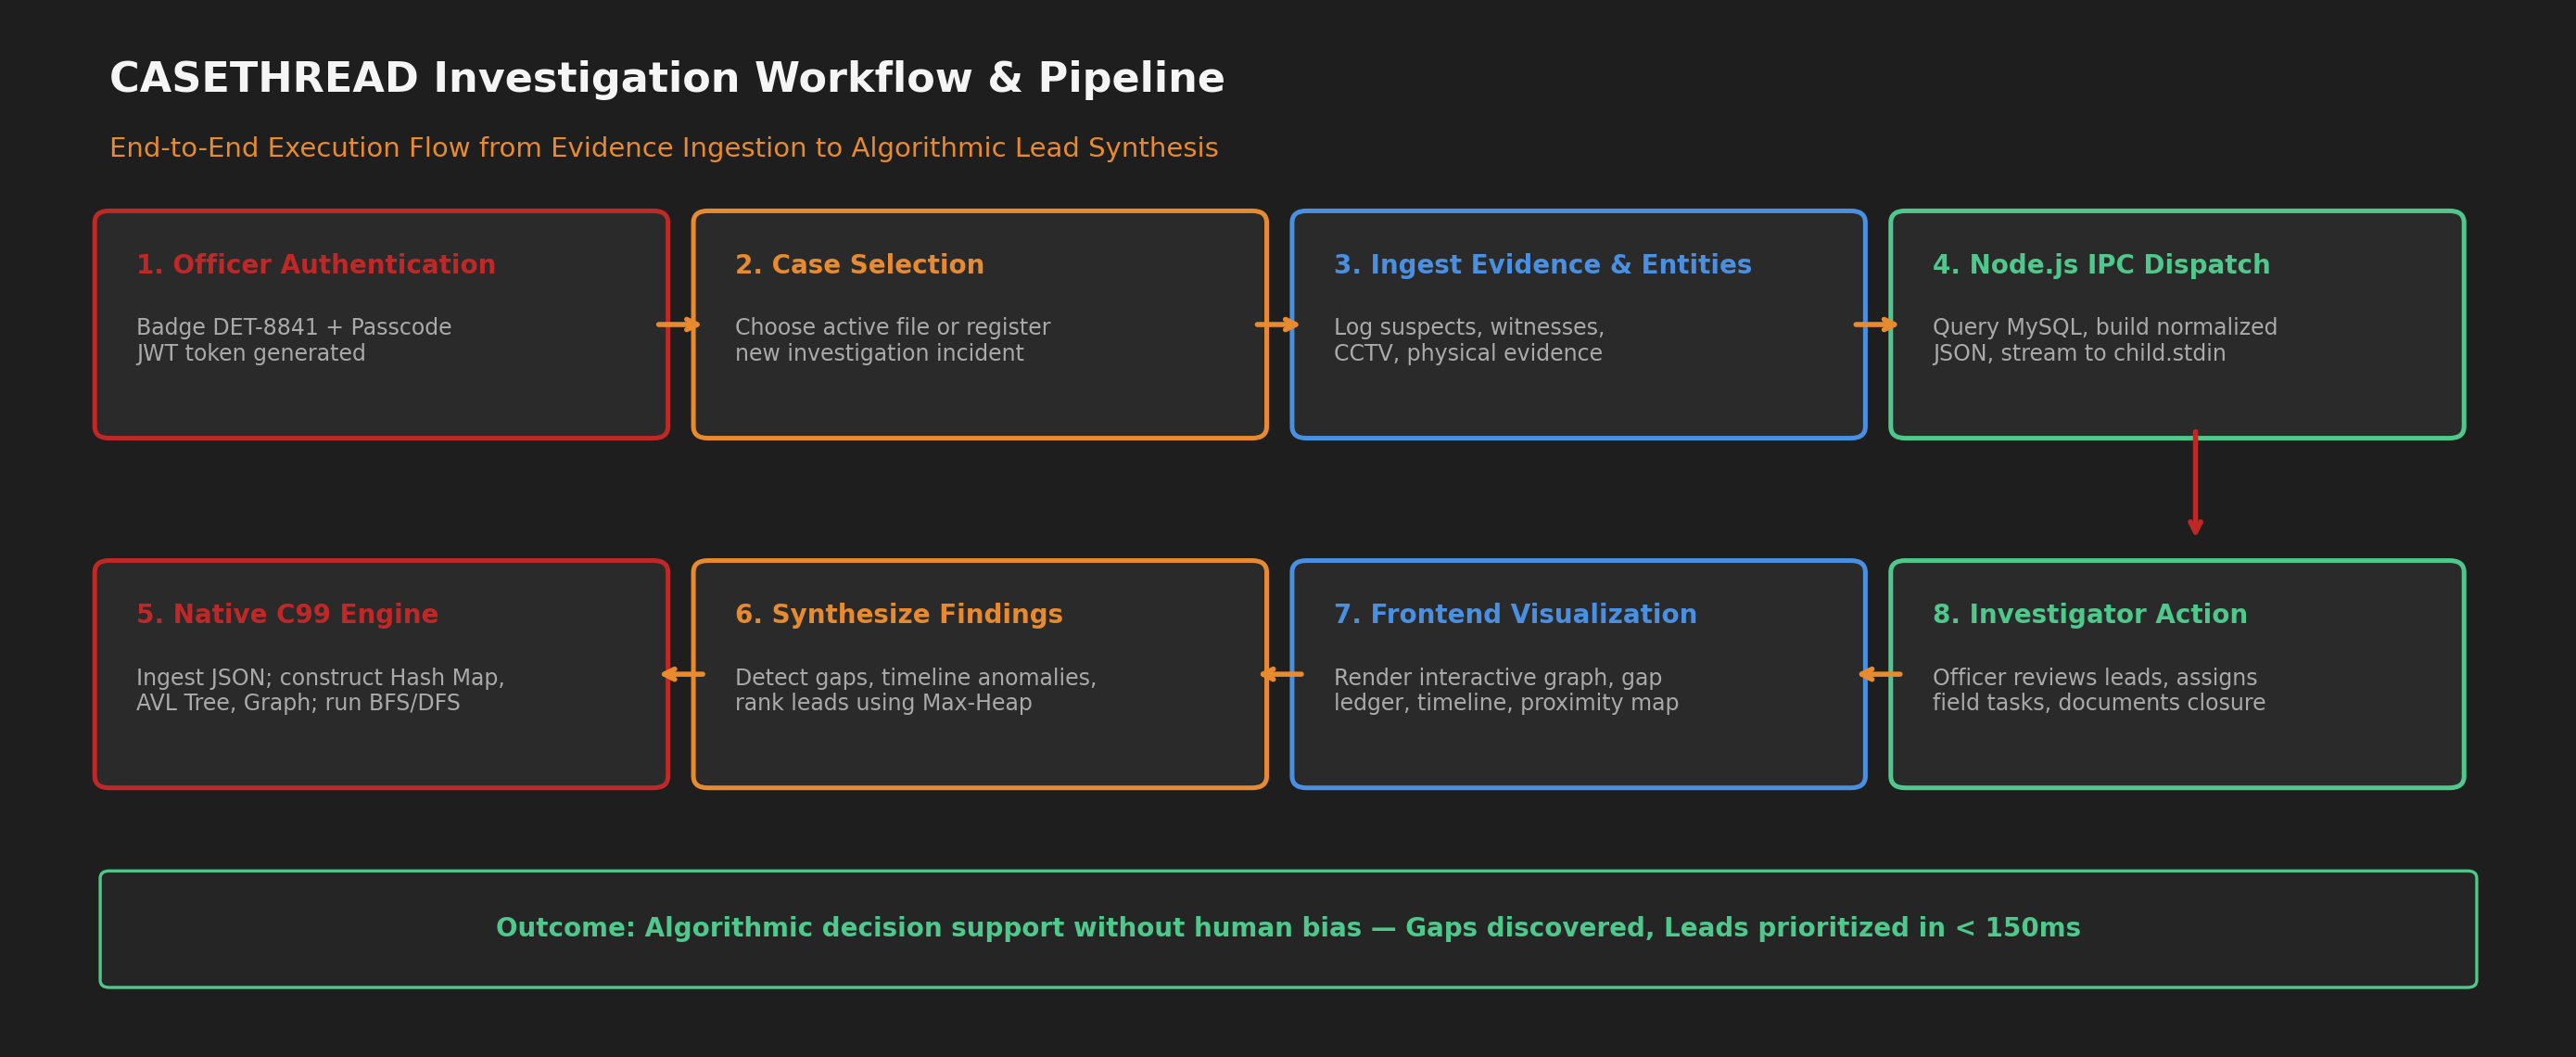 CASETHREAD Investigation Workflow & Pipeline
End-to-End Execution Flow from Evidence Ingestion to Algorithmic Lead Synthesis
1. Officer Authentication
Badge DET-8841 + Passcode
JWT token generated
2. Case Selection
Choose active file or register
new investigation incident
3. Ingest Evidence & Entities
Log suspects, witnesses,
CCTV, physical evidence
4. Node.js IPC Dispatch
Query MySQL, build normalized
JSON, stream to child.stdin
5. Native C99 Engine
Ingest JSON; construct Hash Map,
AVL Tree, Graph; run BFS/DFS
6. Synthesize Findings
Detect gaps, timeline anomalies,
rank leads using Max-Heap
7. Frontend Visualization
Render interactive graph, gap
ledger, timeline, proximity map
8. Investigator Action
Officer reviews leads, assigns
field tasks, documents closure
Outcome: Algorithmic decision support without human bias — Gaps discovered, Leads prioritized in < 150ms